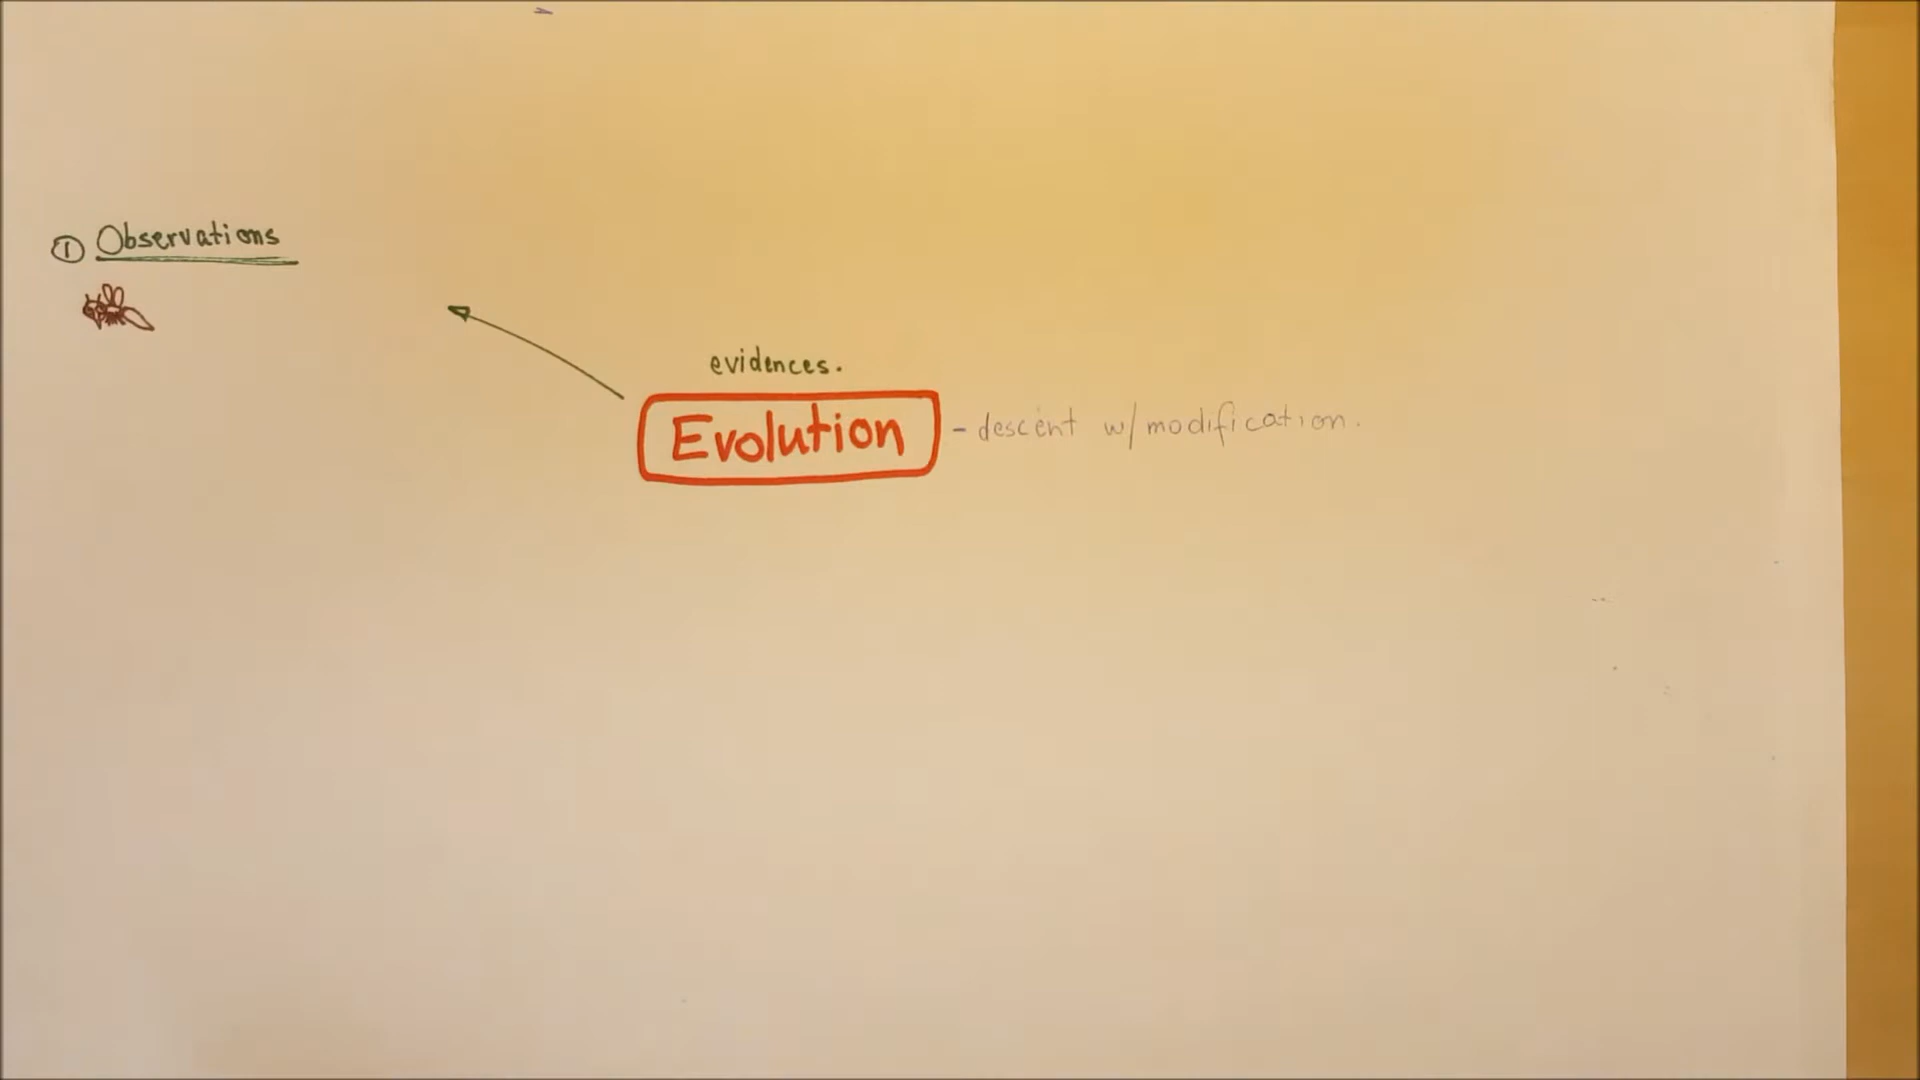 ① Observations
evidences.
Evolution - descent w/modification.